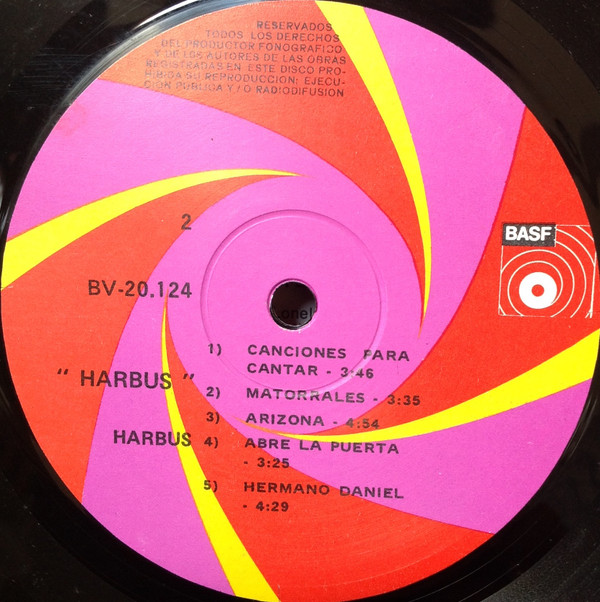 RESERVADOS
TODOS LOS DERECHOS
DEL PRODUCTOR FONOGRAFICO
Y DE LOS AUTORES DE LAS OBRAS
REGISTRADAS EN ESTE DISCO PRO-
HIBIDA SU REPRODUCCION: EJECU-
CION PUBLICA Y/O RADIODIFUSION
2
BASF
BV-20.124
1) CANCIONES PARA
CANTAR - 3:46
" HARBUS "
2) MATORRALES - 3:35
3) ARIZONA - 4:54
HARBUS
4) ABRE LA PUERTA
- 3:25
5) HERMANO DANIEL
- 4:29